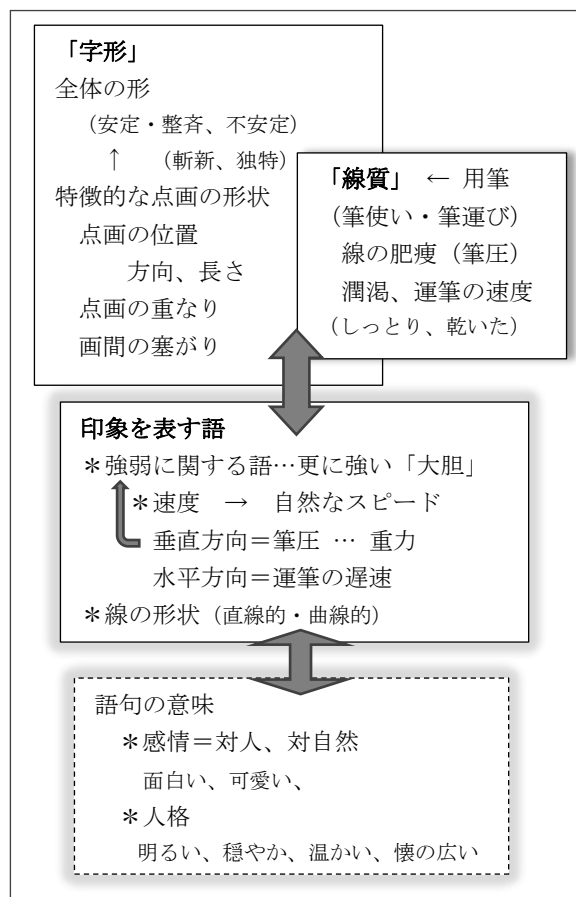 「字形」
全体の形
（安定・整斉、不安定）
↑　（斬新、独特）
特徴的な点画の形状
点画の位置
方向、長さ
点画の重なり
画間の塞がり
「線質」 ← 用筆
（筆使い・筆運び）
線の肥痩（筆圧）
潤渇、運筆の速度
（しっとり、乾いた）
印象を表す語
＊強弱に関する語…更に強い「大胆」
＊速度 → 自然なスピード
垂直方向＝筆圧 … 重力
水平方向＝運筆の遅速
＊線の形状（直線的・曲線的）
語句の意味
＊感情＝対人、対自然
面白い、可愛い、
＊人格
明るい、穏やか、温かい、懐の広い